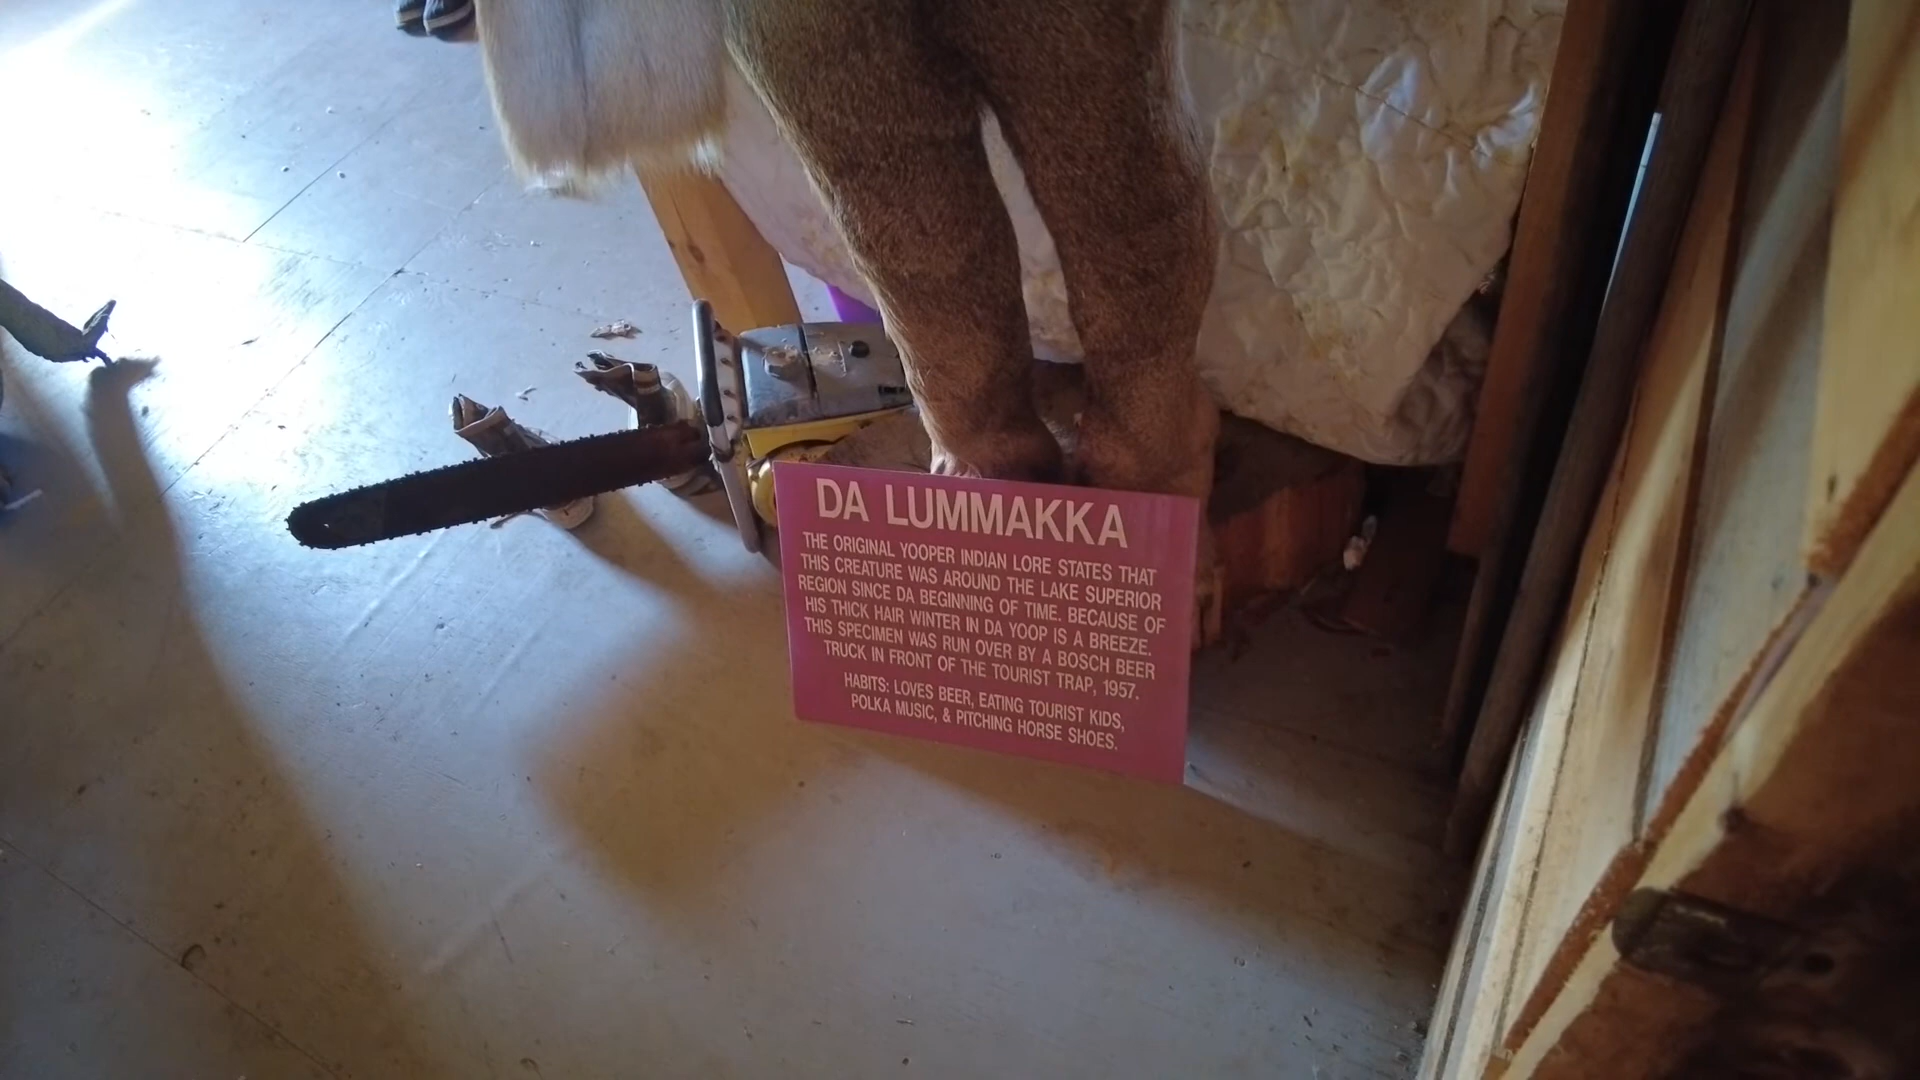 DA LUMMAKKA
THE ORIGINAL YOOPER INDIAN LORE STATES THAT
THIS CREATURE WAS AROUND THE LAKE SUPERIOR
REGION SINCE DA BEGINNING OF TIME. BECAUSE OF
HIS THICK HAIR WINTER IN DA YOOP IS A BREEZE.
THIS SPECIMEN WAS RUN OVER BY A BOSCH BEER
TRUCK IN FRONT OF THE TOURIST TRAP, 1957.
HABITS: LOVES BEER, EATING TOURIST KIDS,
POLKA MUSIC, & PITCHING HORSE SHOES.